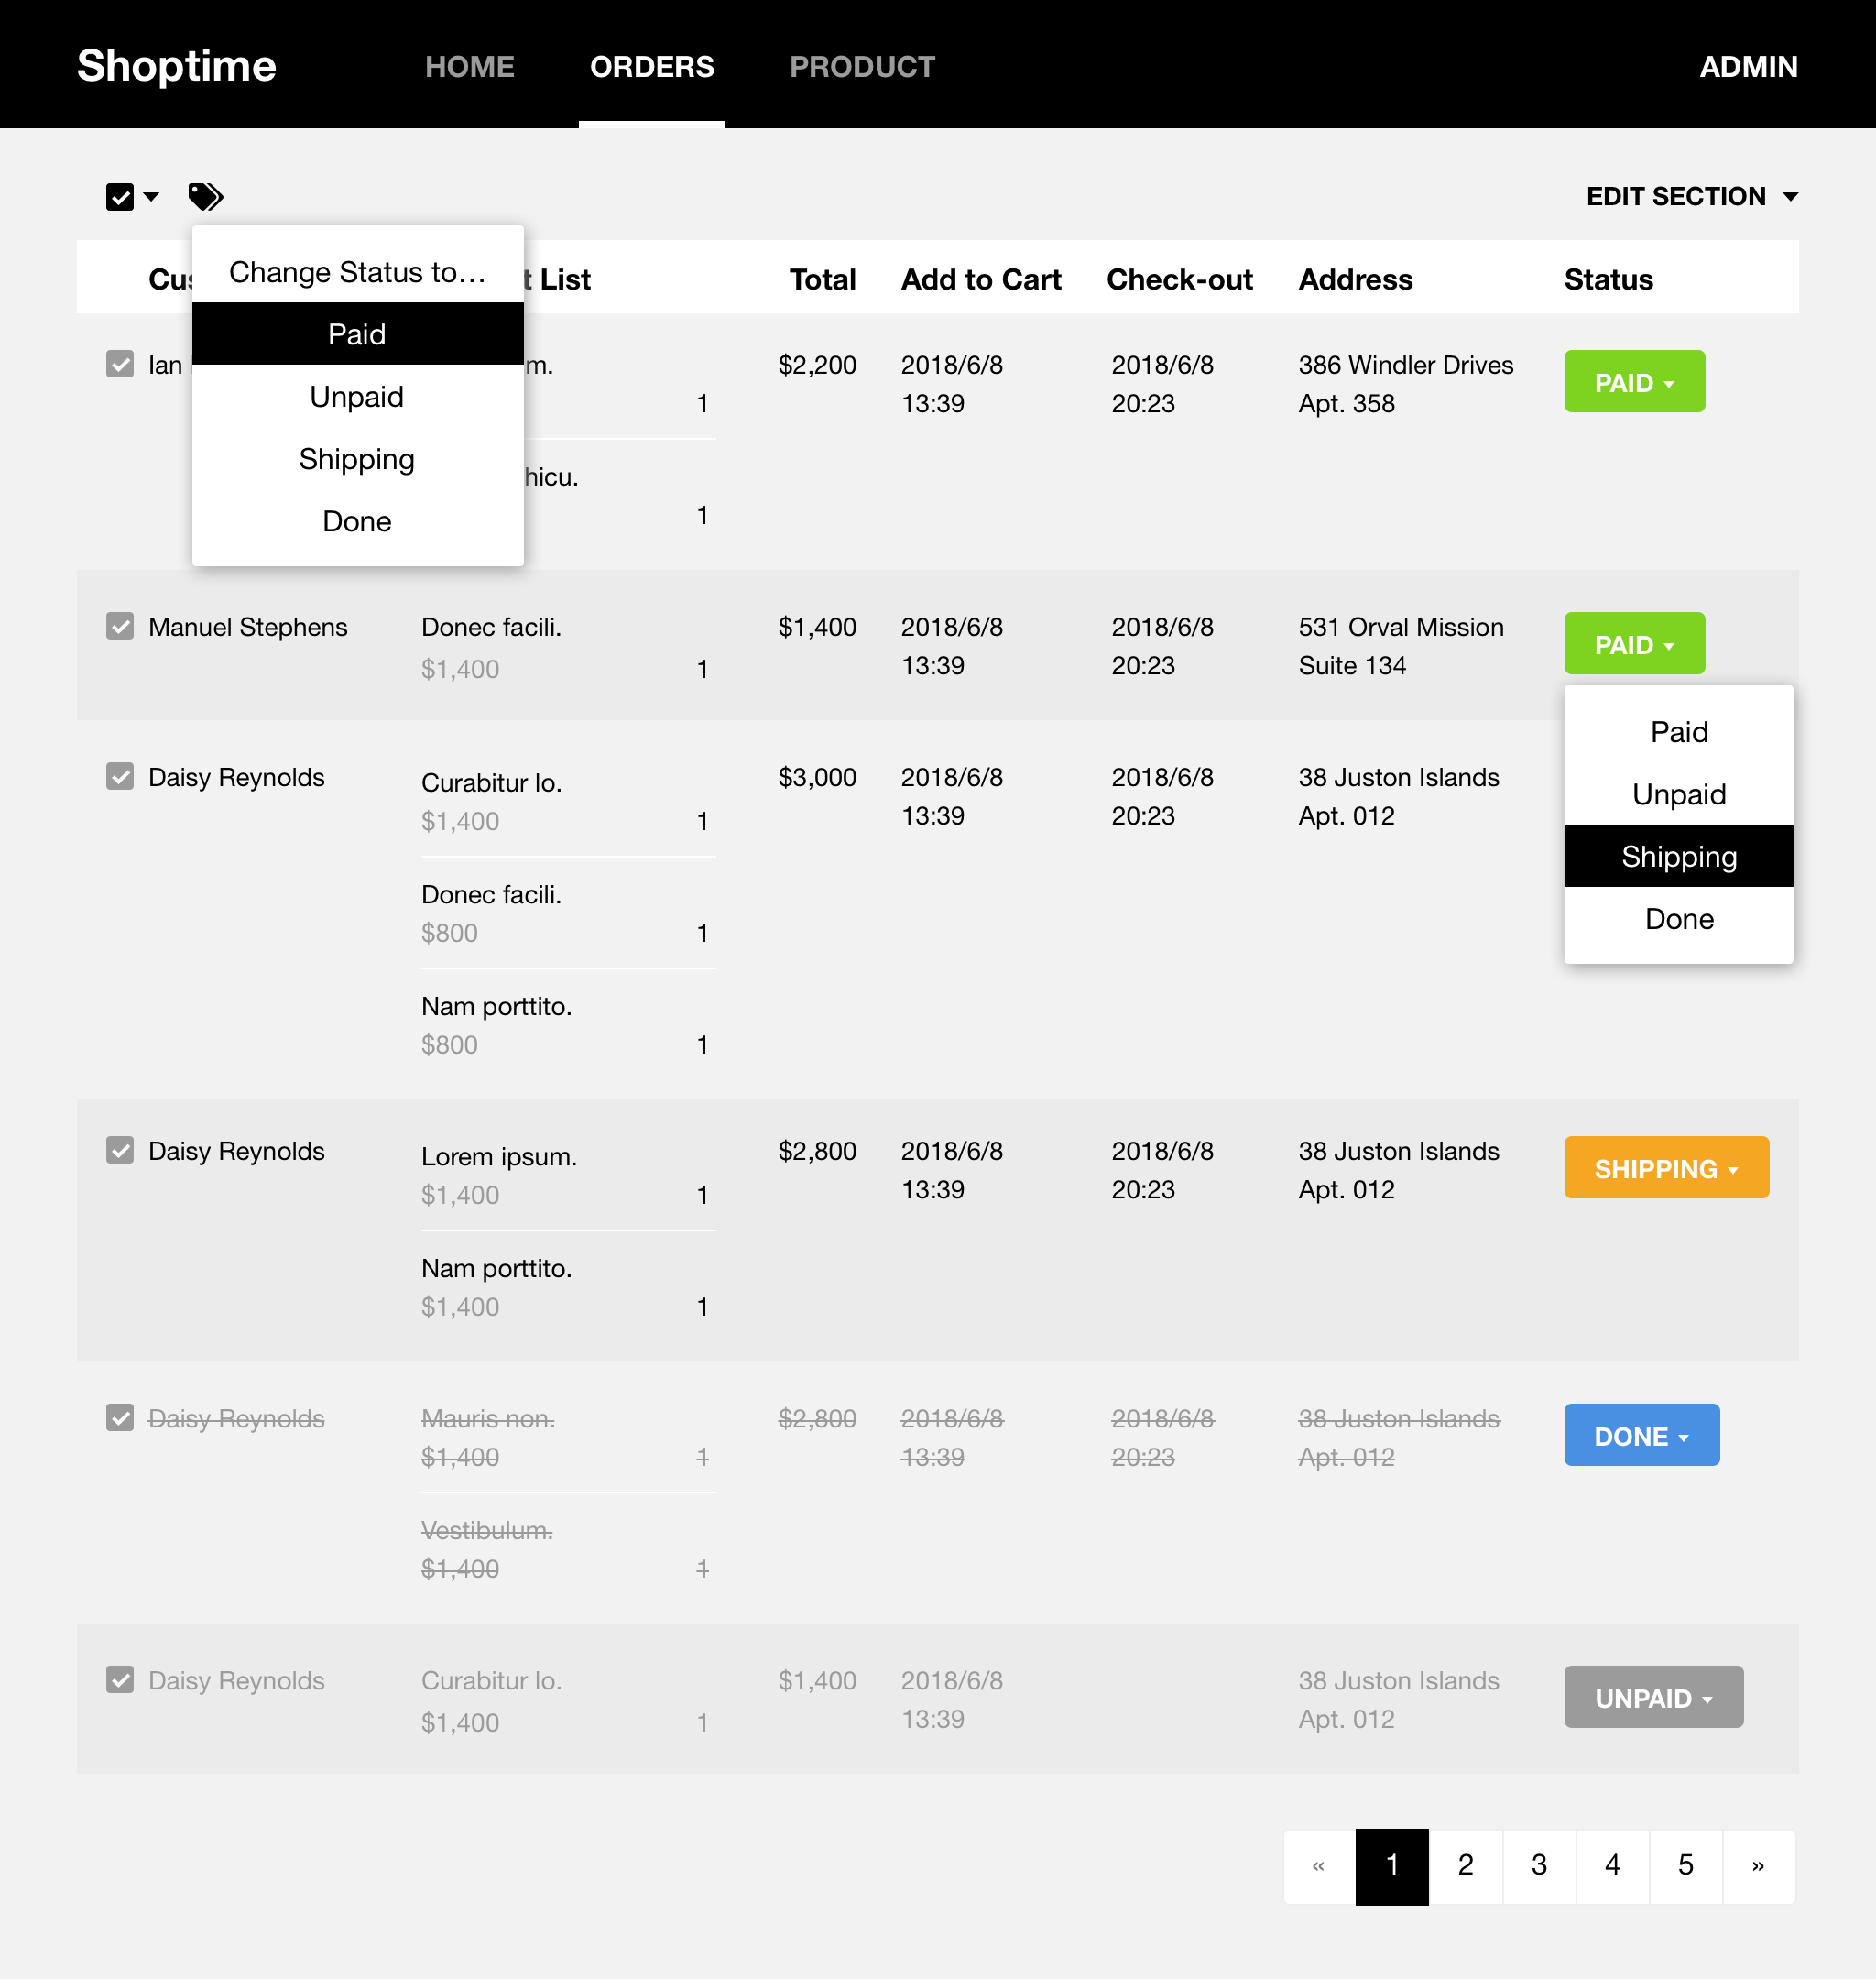 Shoptime HOME ORDERS PRODUCT ADMIN
EDIT SECTION
Change Status to...
Paid
Unpaid
Shipping
Done
List Total Add to Cart Check-out Address Status
Ian $2,200 2018/6/8 2018/6/8 386 Windler Drives PAID
1 13:39 20:23 Apt. 358
1
Manuel Stephens Donec facili. $1,400 2018/6/8 2018/6/8 531 Orval Mission PAID
$1,400 1 13:39 20:23 Suite 134
Paid
Unpaid
Shipping
Done
Daisy Reynolds Curabitur lo. $3,000 2018/6/8 2018/6/8 38 Juston Islands
$1,400 1 13:39 20:23 Apt. 012
Donec facili.
$800 1
Nam porttito.
$800 1
Daisy Reynolds Lorem ipsum. $2,800 2018/6/8 2018/6/8 38 Juston Islands SHIPPING
$1,400 1 13:39 20:23 Apt. 012
Nam porttito.
$1,400 1
Daisy Reynolds Mauris non. $2,800 2018/6/8 2018/6/8 38 Juston Islands DONE
$1,400 1 13:39 20:23 Apt. 012
Vestibulum.
$1,400 1
Daisy Reynolds Curabitur lo. $1,400 2018/6/8 38 Juston Islands UNPAID
$1,400 1 13:39 Apt. 012
« 1 2 3 4 5 »